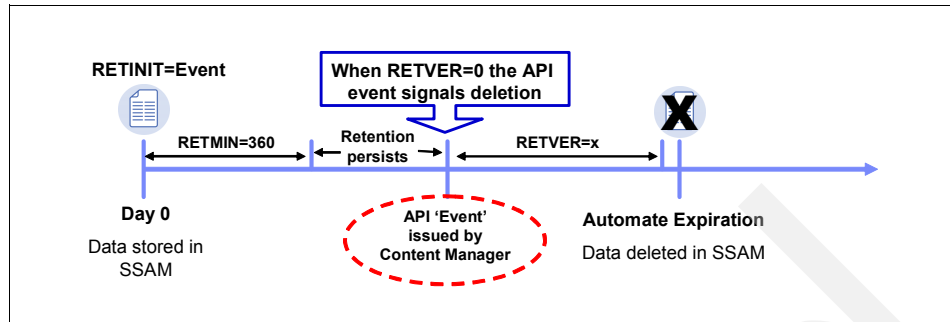 RETINIT=Event
When RETVER=0 the API
event signals deletion
RETMIN=360
Retention
persists
RETVER=x
X
Day 0
Data stored in
SSAM
API ‘Event’
issued by
Content Manager
Automate Expiration
Data deleted in SSAM